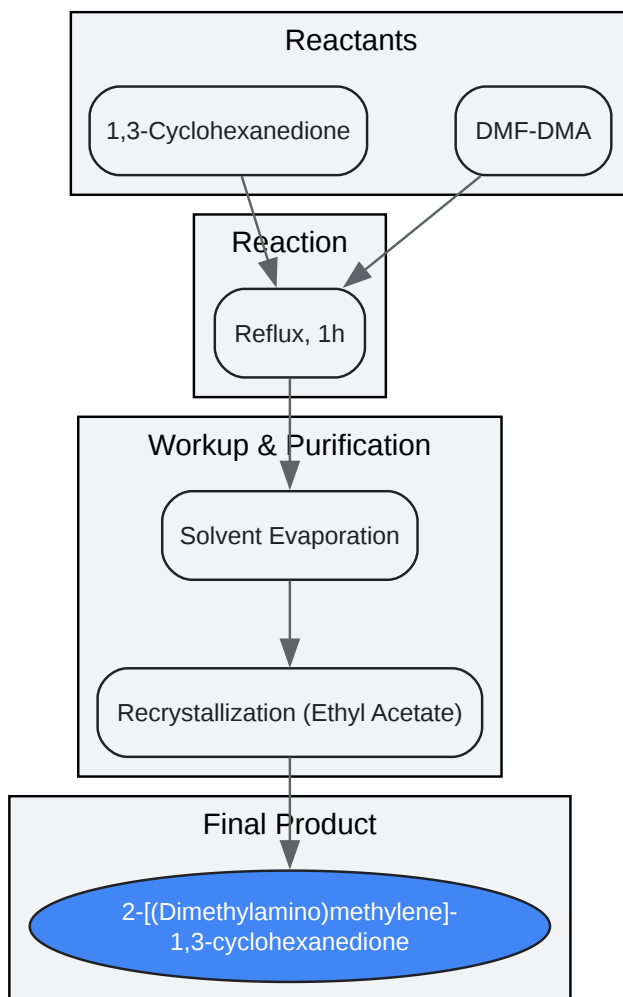 Reactants
1,3-Cyclohexanedione
DMF-DMA
Reaction
Reflux, 1h
Workup & Purification
Solvent Evaporation
Recrystallization (Ethyl Acetate)
Final Product
2-[(Dimethylamino)methylene]-
1,3-cyclohexanedione